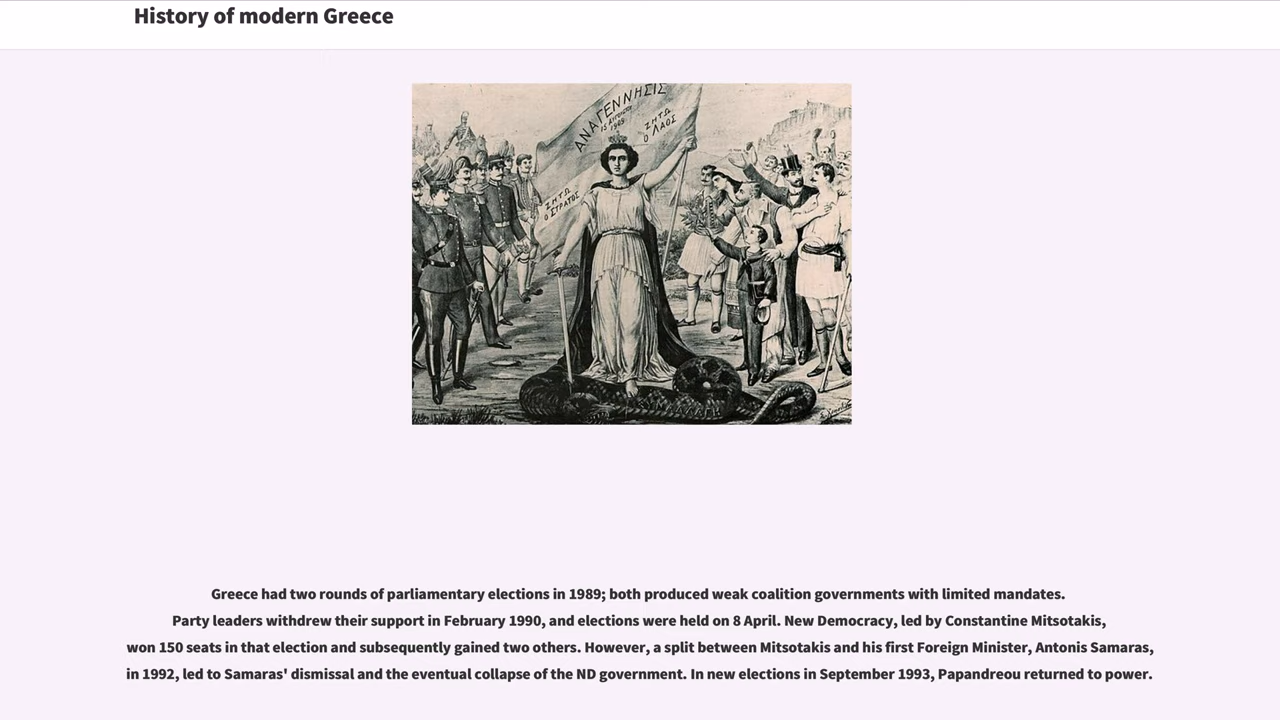 History of modern Greece
ΑΝΑΓΕΝΝΗΣΙΣ
15 ΑΥΓΟΥΣΤΟΥ
1909
ΖΗΤΩ
Ο ΛΑΟΣ
ΖΗΤΩ
Ο ΣΤΡΑΤΟΣ
Greece had two rounds of parliamentary elections in 1989; both produced weak coalition governments with limited mandates.
Party leaders withdrew their support in February 1990, and elections were held on 8 April. New Democracy, led by Constantine Mitsotakis,
won 150 seats in that election and subsequently gained two others. However, a split between Mitsotakis and his first Foreign Minister, Antonis Samaras,
in 1992, led to Samaras' dismissal and the eventual collapse of the ND government. In new elections in September 1993, Papandreou returned to power.